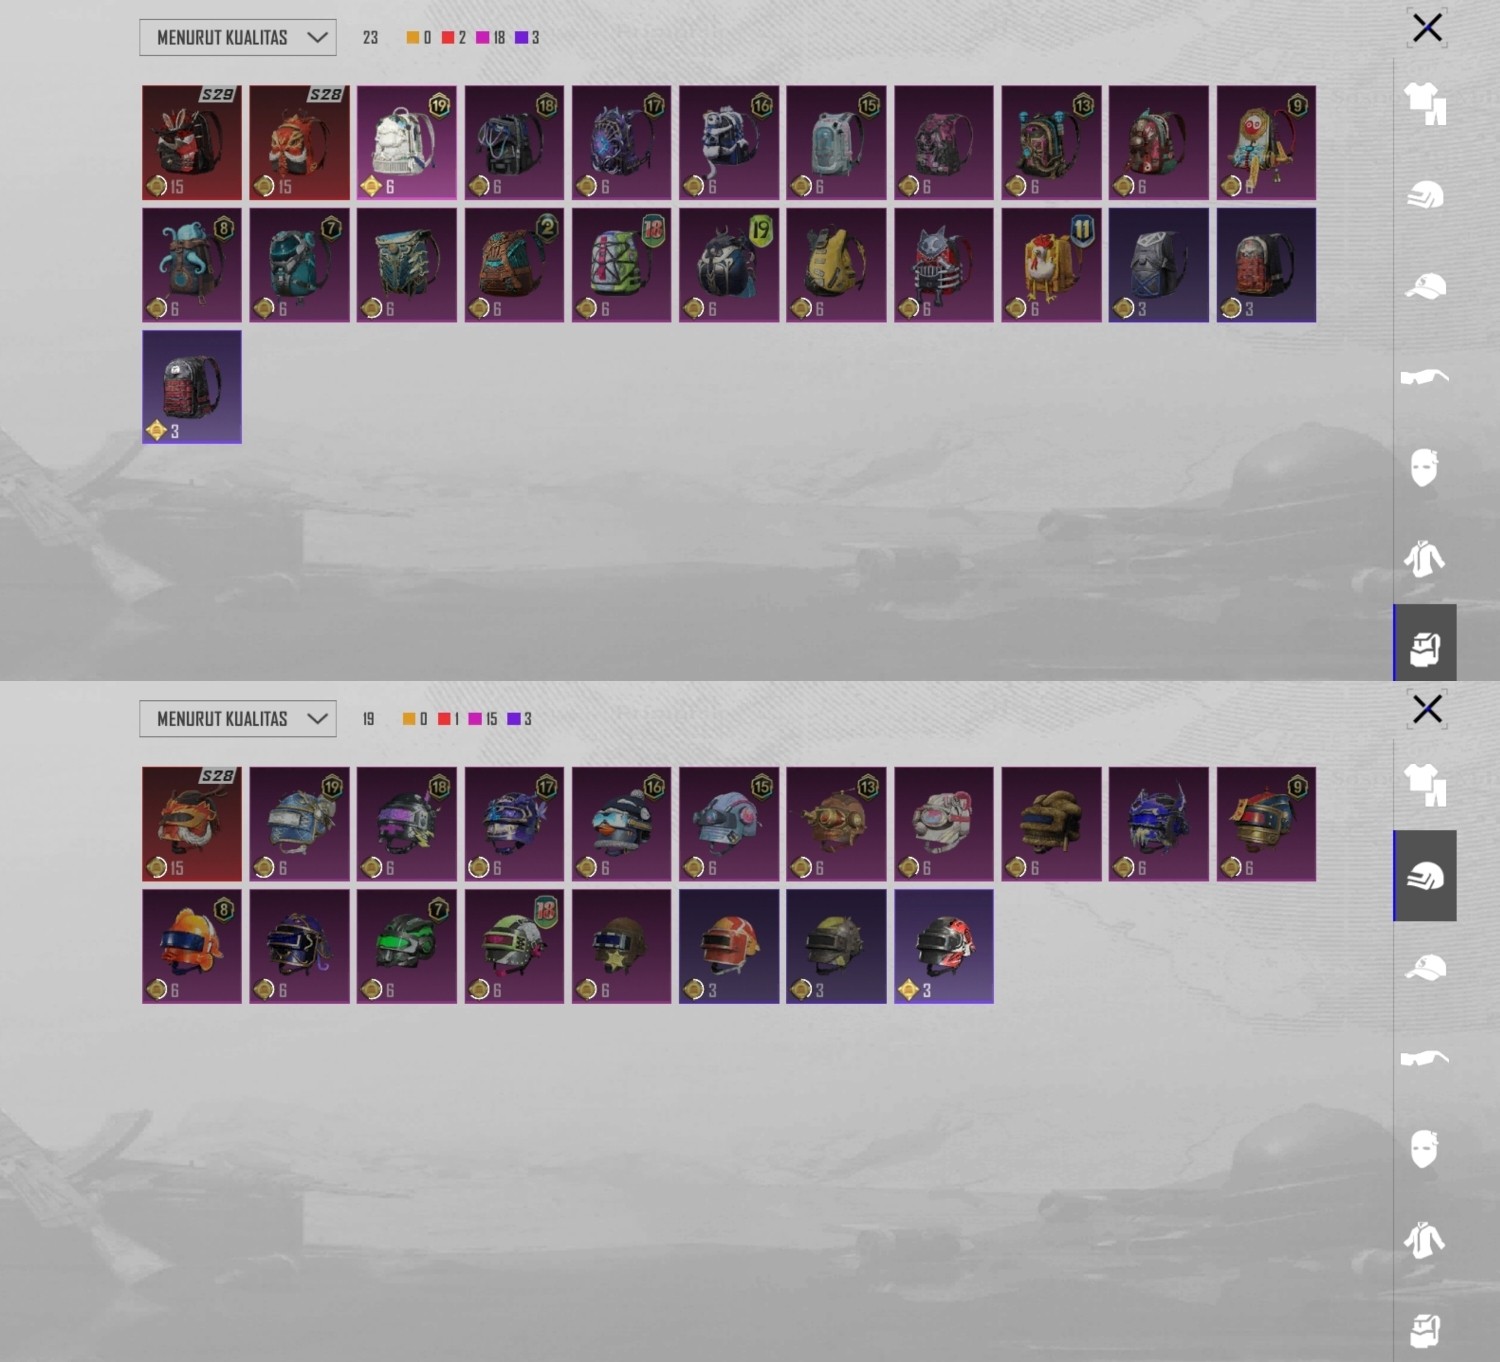 MENURUT KUALITAS 23 0 2 18 3
S29 S28 19 18 17 16 15 13 9
15 15 6 6 6 6 6 6 6 6 6
8 7 2 18 19 11
6 6 6 6 6 6 6 6 6 3 3
3
MENURUT KUALITAS 19 0 1 15 3
S28 19 18 17 16 15 13 9
15 6 6 6 6 6 6 6 6 6 6
8 7 18
6 6 6 6 6 3 3 3